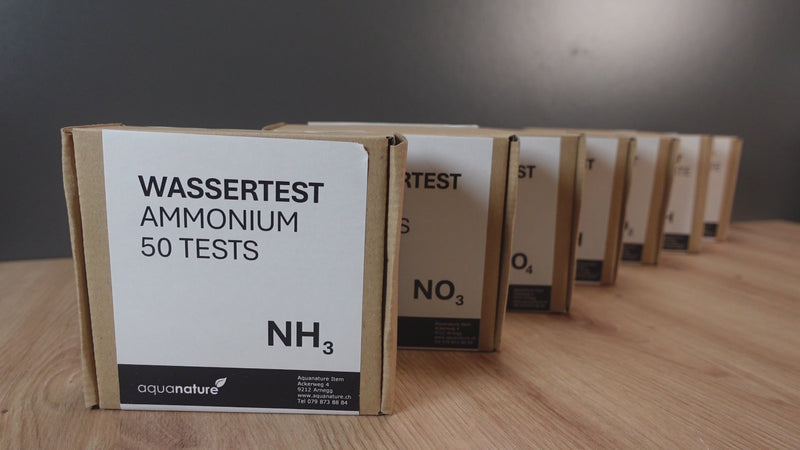 WASSERTEST
AMMONIUM
50 TESTS
NH₃
aquanature
Aquanature Item
Ackerweg 4
9212 Arnegg
www.aquanature.ch
Tel 079 873 88 84
RTEST
S
NO₃
ST
O₄